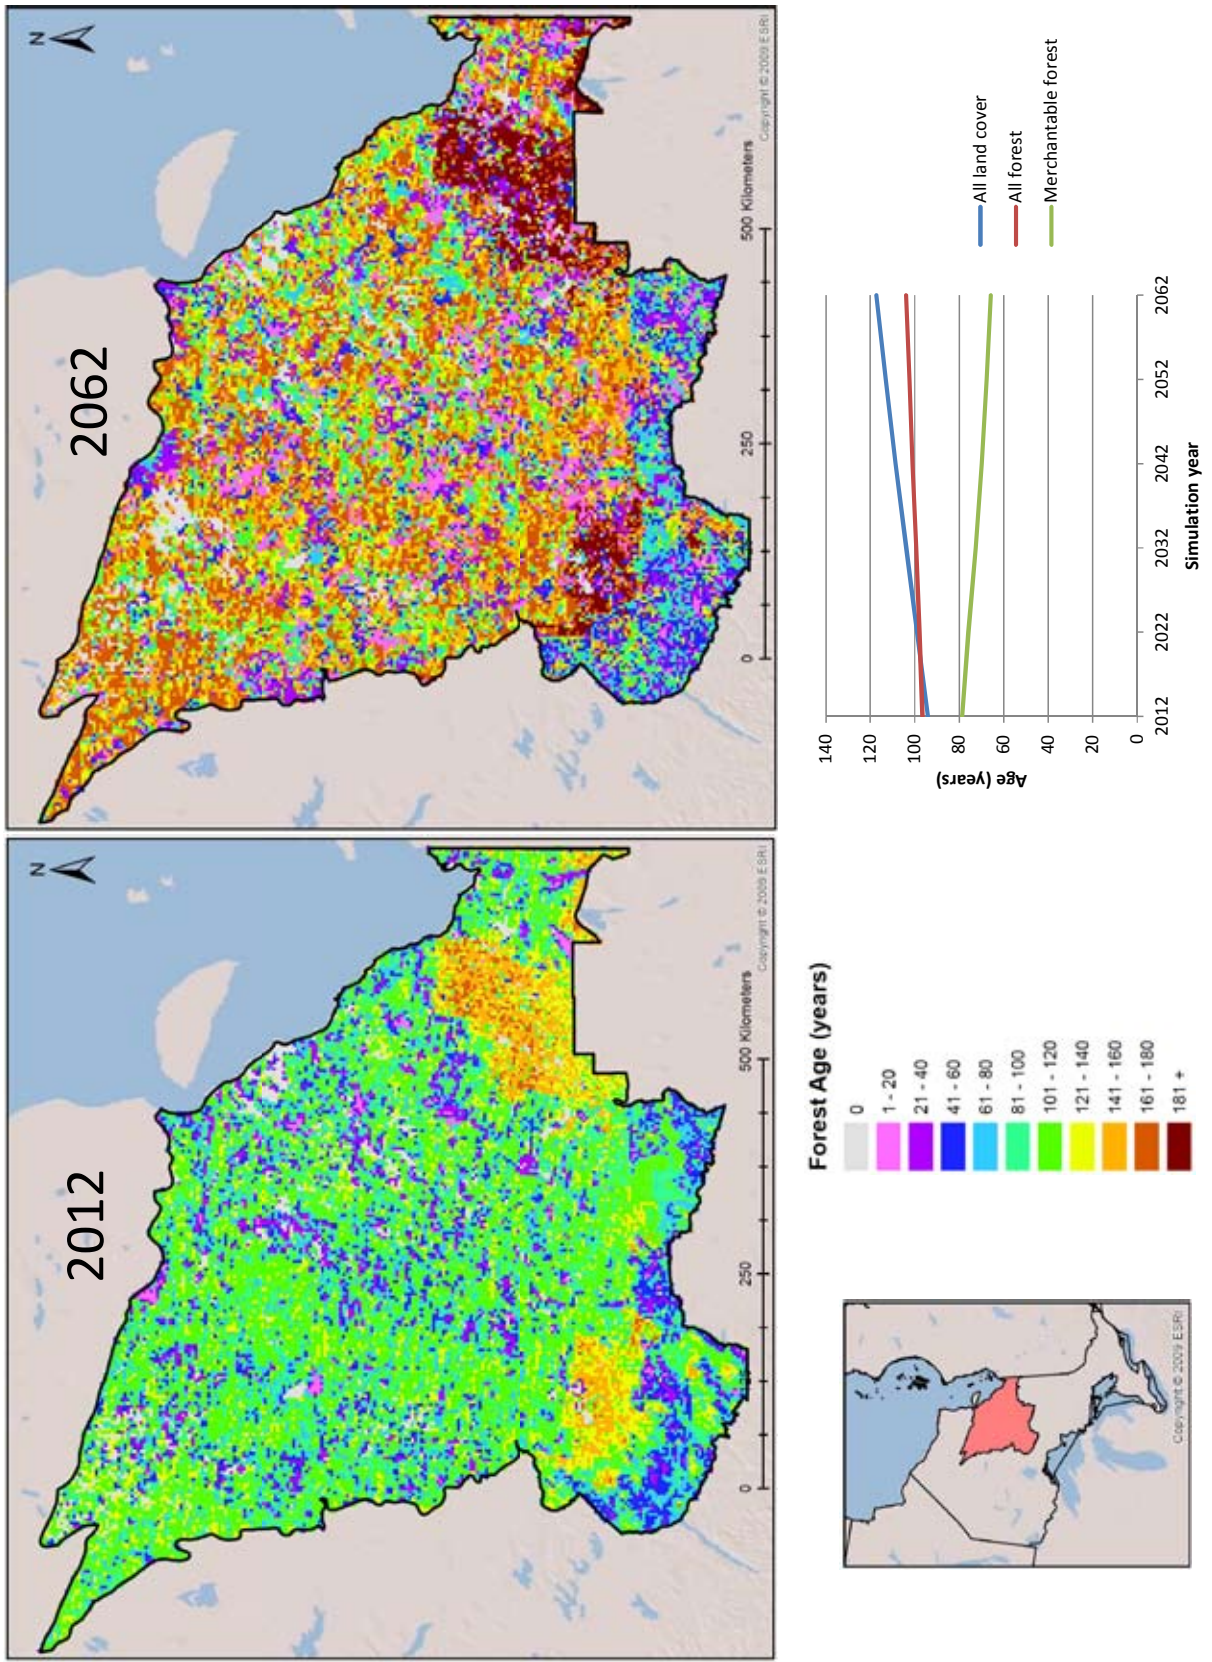 2012
N
0 250 500 Kilometers
Copyright © 2009 ESRI
2062
N
0 250 500 Kilometers
Copyright © 2009 ESRI
Copyright © 2009 ESRI
Forest Age (years)
0
1 - 20
21 - 40
41 - 60
61 - 80
81 - 100
101 - 120
121 - 140
141 - 160
161 - 180
181 +
Age (years)
140
120
100
80
60
40
20
0
2012 2022 2032 2042 2052 2062
Simulation year
All land cover
All forest
Merchantable forest